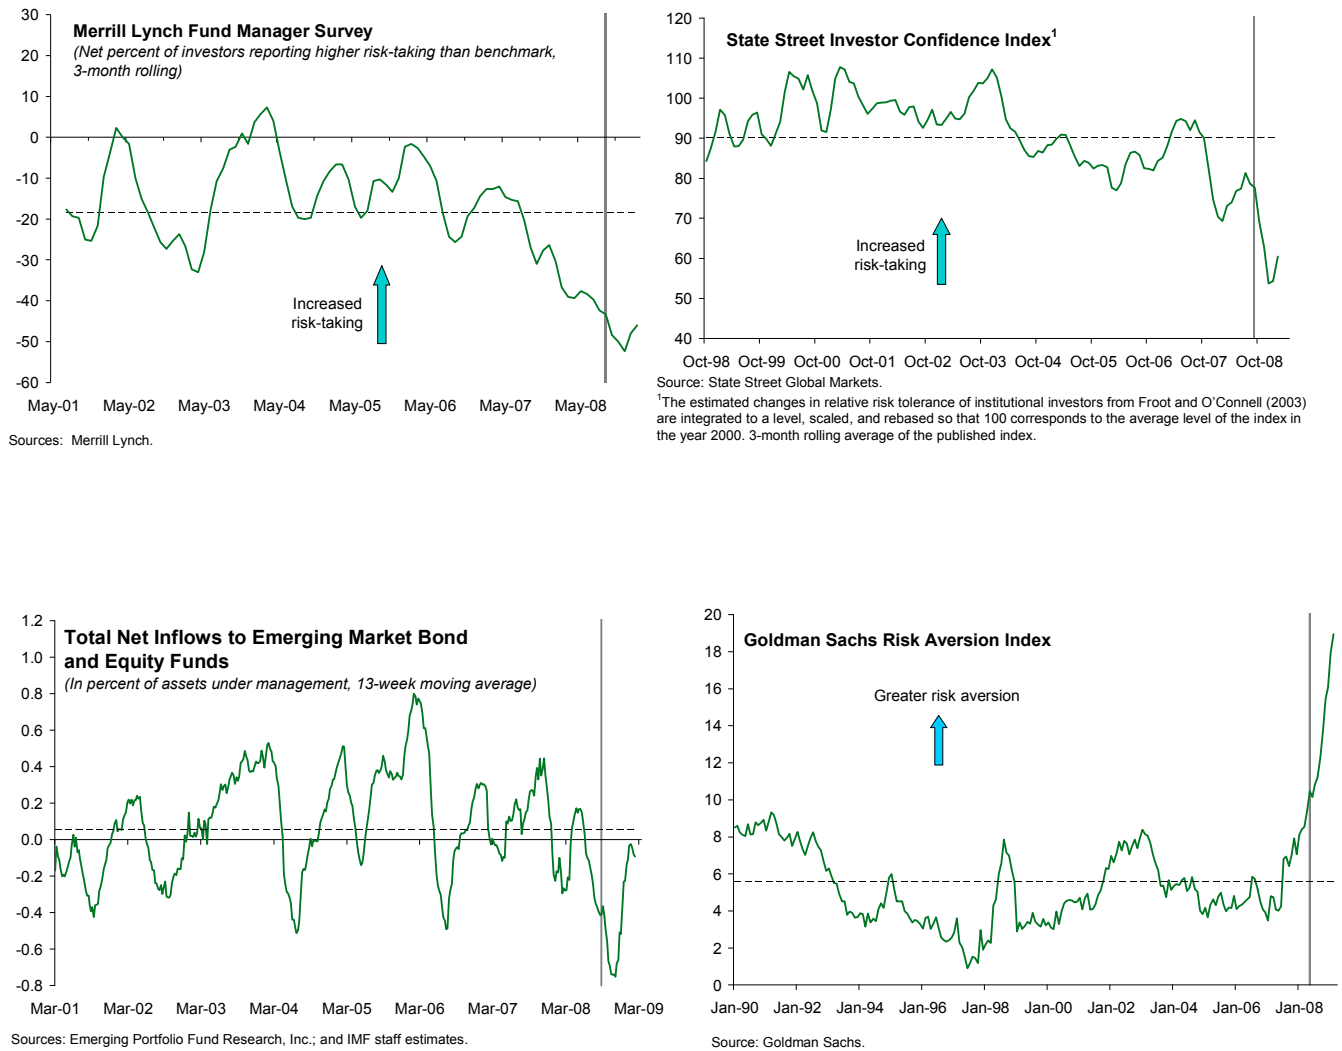 Merrill Lynch Fund Manager Survey
(Net percent of investors reporting higher risk-taking than benchmark,
3-month rolling)
30
20
10
0
-10
-20
-30
-40
-50
-60
Increased
risk-taking
May-01 May-02 May-03 May-04 May-05 May-06 May-07 May-08
Sources: Merrill Lynch.
State Street Investor Confidence Index1
120
110
100
90
80
70
60
50
40
Increased
risk-taking
Oct-98 Oct-99 Oct-00 Oct-01 Oct-02 Oct-03 Oct-04 Oct-05 Oct-06 Oct-07 Oct-08
Source: State Street Global Markets.
1The estimated changes in relative risk tolerance of institutional investors from Froot and O'Connell (2003)
are integrated to a level, scaled, and rebased so that 100 corresponds to the average level of the index in
the year 2000. 3-month rolling average of the published index.
Total Net Inflows to Emerging Market Bond
and Equity Funds
(In percent of assets under management, 13-week moving average)
1.2
1.0
0.8
0.6
0.4
0.2
0.0
-0.2
-0.4
-0.6
-0.8
Mar-01 Mar-02 Mar-03 Mar-04 Mar-05 Mar-06 Mar-07 Mar-08 Mar-09
Sources: Emerging Portfolio Fund Research, Inc.; and IMF staff estimates.
Goldman Sachs Risk Aversion Index
20
18
16
14
12
10
8
6
4
2
0
Greater risk aversion
Jan-90 Jan-92 Jan-94 Jan-96 Jan-98 Jan-00 Jan-02 Jan-04 Jan-06 Jan-08
Source: Goldman Sachs.